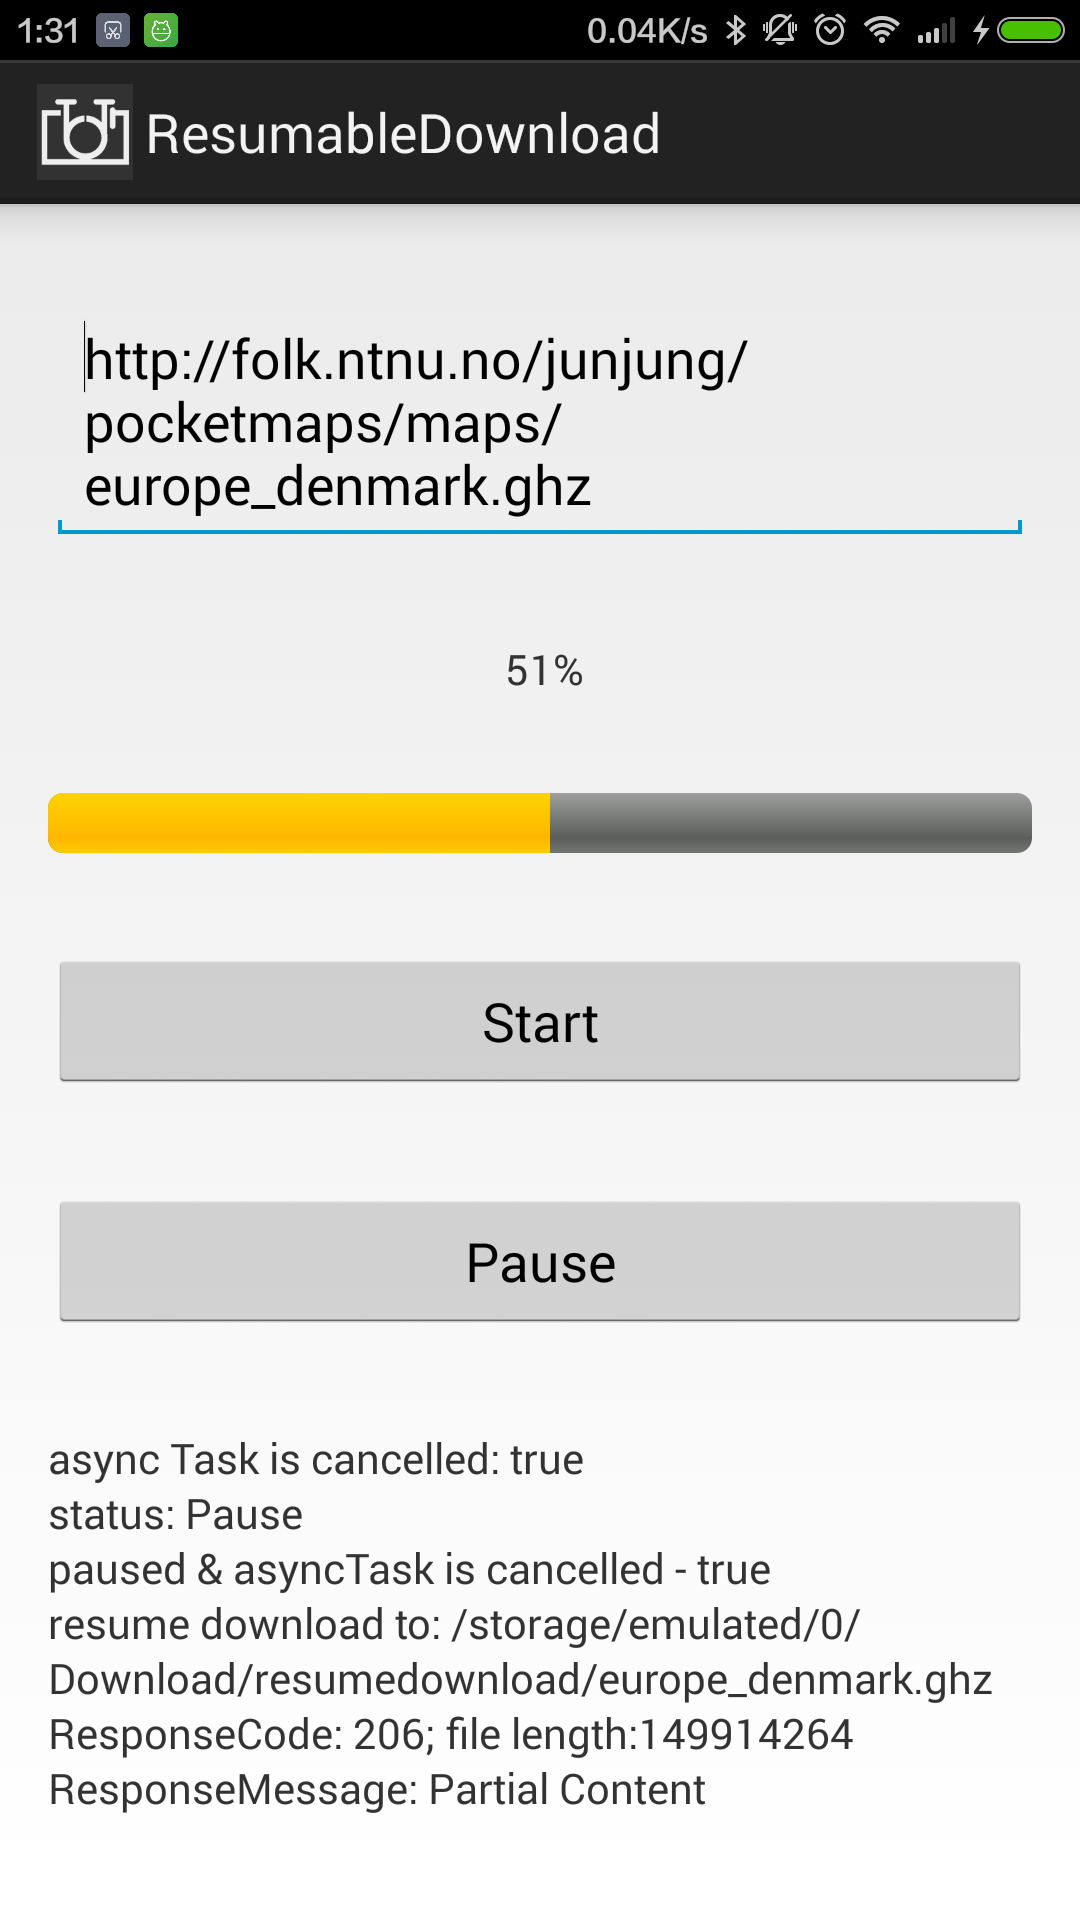 1:31
0.04K/s
ResumableDownload
http://folk.ntnu.no/junjung/
pocketmaps/maps/
europe_denmark.ghz
51%
Start
Pause
async Task is cancelled: true
status: Pause
paused & asyncTask is cancelled - true
resume download to: /storage/emulated/0/
Download/resumedownload/europe_denmark.ghz
ResponseCode: 206; file length:149914264
ResponseMessage: Partial Content